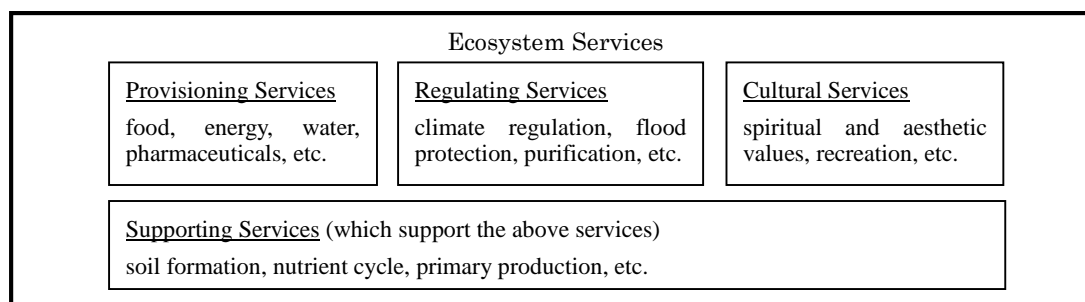 Ecosystem Services
Provisioning Services
food, energy, water,
pharmaceuticals, etc.
Regulating Services
climate regulation, flood
protection, purification, etc.
Cultural Services
spiritual and aesthetic
values, recreation, etc.
Supporting Services (which support the above services)
soil formation, nutrient cycle, primary production, etc.